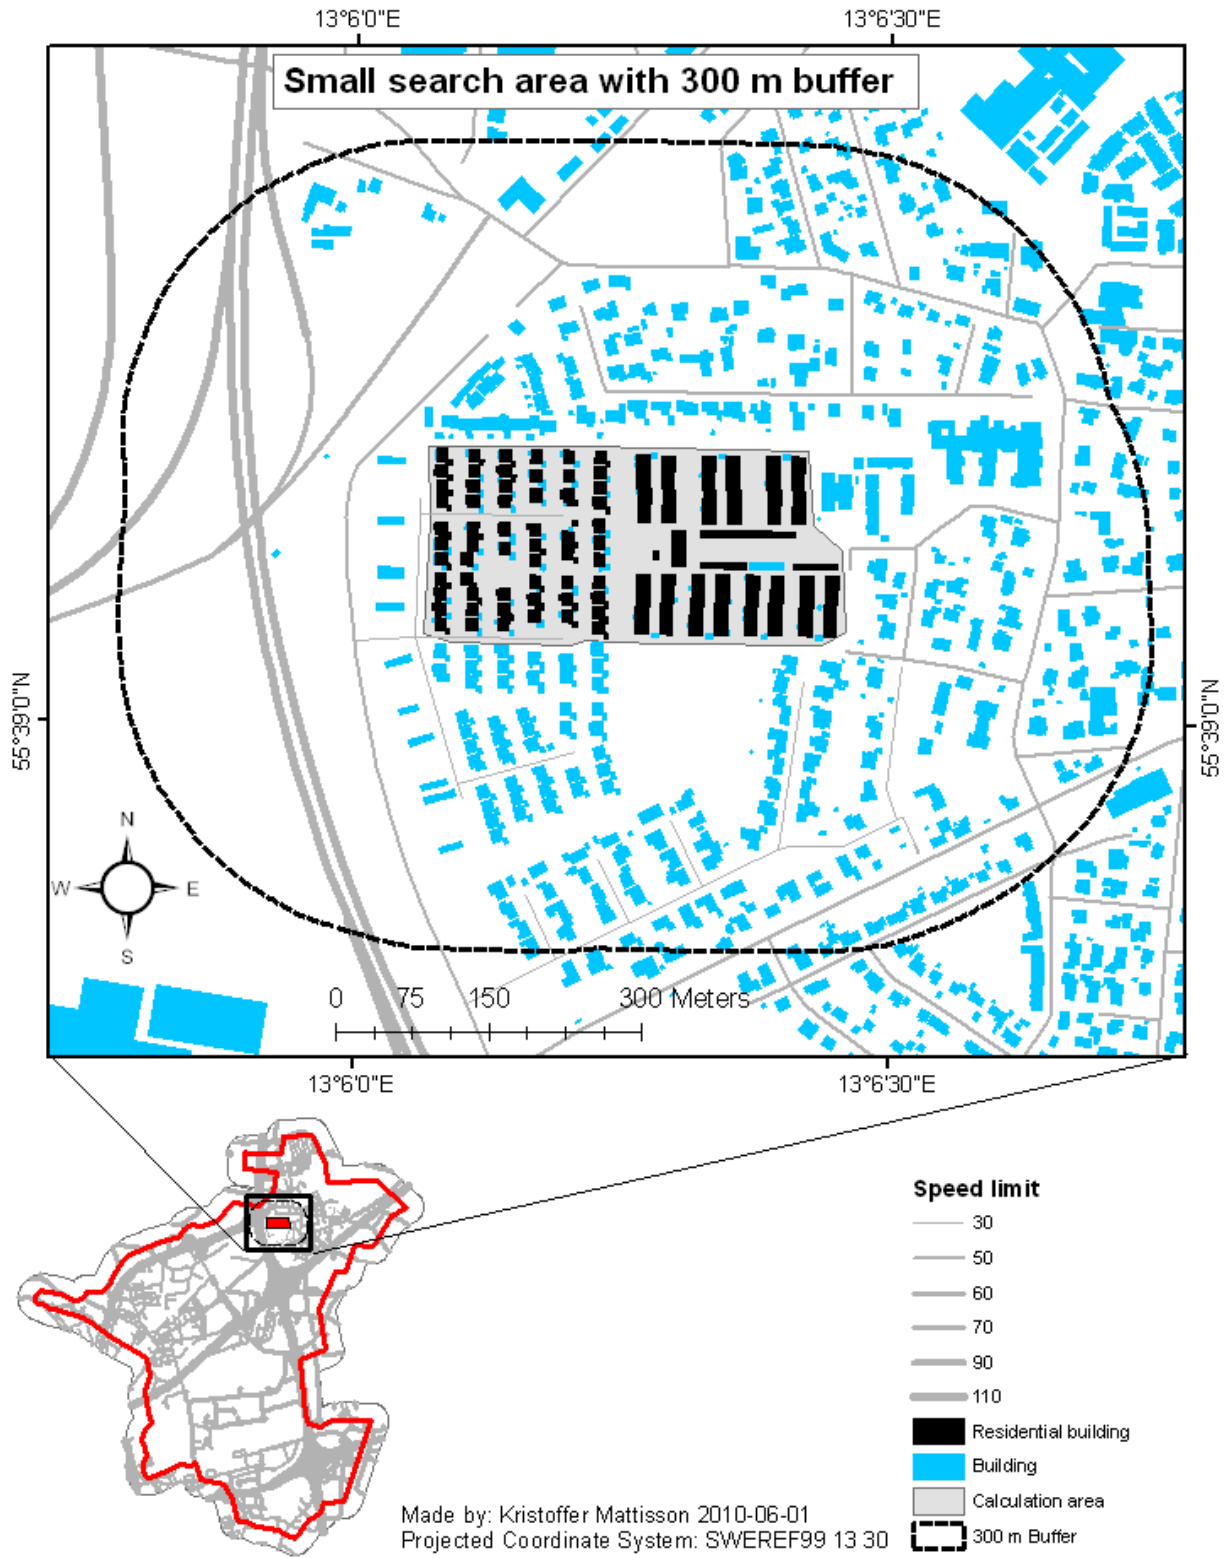 13°6'0"E
13°6'30"E
Small search area with 300 m buffer
55°39'0"N
55°39'0"N
N
W
E
S
0 75 150 300 Meters
13°6'0"E
13°6'30"E
Speed limit
30
50
60
70
90
110
Residential building
Building
Calculation area
300 m Buffer
Made by: Kristoffer Mattisson 2010-06-01
Projected Coordinate System: SWEREF99 13 30